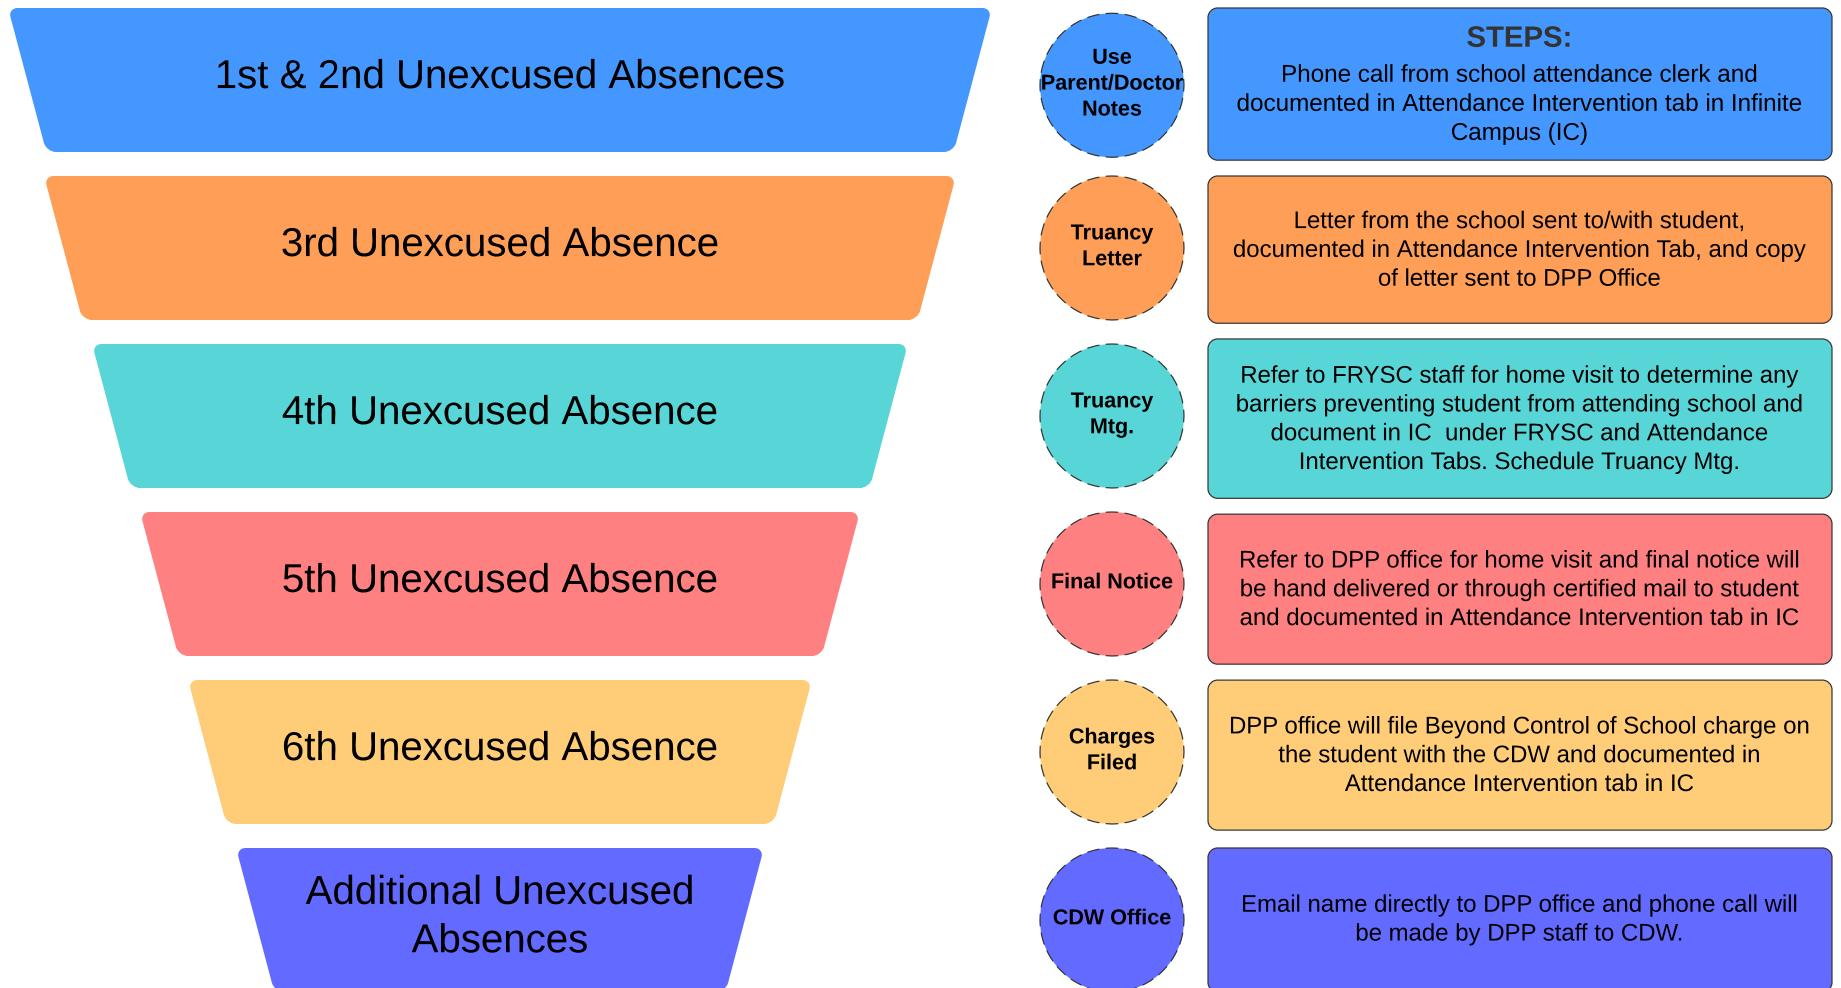 1st & 2nd Unexcused Absences
Use
Parent/Doctor
Notes
STEPS:
Phone call from school attendance clerk and
documented in Attendance Intervention tab in Infinite
Campus (IC)
3rd Unexcused Absence
Truancy
Letter
Letter from the school sent to/with student,
documented in Attendance Intervention Tab, and copy
of letter sent to DPP Office
4th Unexcused Absence
Truancy
Mtg.
Refer to FRYSC staff for home visit to determine any
barriers preventing student from attending school and
document in IC  under FRYSC and Attendance
Intervention Tabs. Schedule Truancy Mtg.
5th Unexcused Absence
Final Notice
Refer to DPP office for home visit and final notice will
be hand delivered or through certified mail to student
and documented in Attendance Intervention tab in IC
6th Unexcused Absence
Charges
Filed
DPP office will file Beyond Control of School charge on
the student with the CDW and documented in
Attendance Intervention tab in IC
Additional Unexcused
Absences
CDW Office
Email name directly to DPP office and phone call will
be made by DPP staff to CDW.